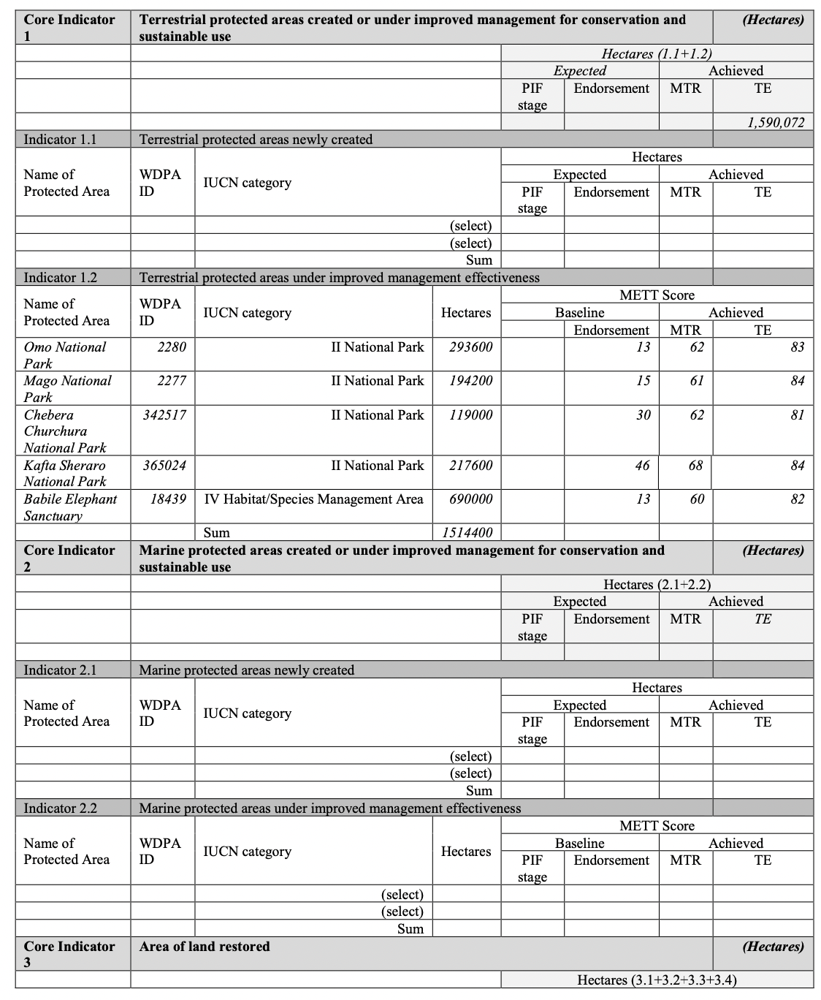 Core Indicator 1 Terrestrial protected areas created or under improved management for conservation and sustainable use (Hectares)
Hectares (1.1+1.2)
Expected Achieved
PIF stage Endorsement MTR TE
1,590,072
Indicator 1.1 Terrestrial protected areas newly created
Name of Protected Area WDPA ID IUCN category Hectares
Expected Achieved
PIF stage Endorsement MTR TE
(select)
(select)
Sum
Indicator 1.2 Terrestrial protected areas under improved management effectiveness
Name of Protected Area WDPA ID IUCN category Hectares METT Score
Baseline Achieved
Endorsement MTR TE
Omo National Park 2280 II National Park 293600 13 62 83
Mago National Park 2277 II National Park 194200 15 61 84
Chebera Churchura National Park 342517 II National Park 119000 30 62 81
Kafta Sheraro National Park 365024 II National Park 217600 46 68 84
Babile Elephant Sanctuary 18439 IV Habitat/Species Management Area 690000 13 60 82
Sum 1514400
Core Indicator 2 Marine protected areas created or under improved management for conservation and sustainable use (Hectares)
Hectares (2.1+2.2)
Expected Achieved
PIF stage Endorsement MTR TE
Indicator 2.1 Marine protected areas newly created
Name of Protected Area WDPA ID IUCN category Hectares
Expected Achieved
PIF stage Endorsement MTR TE
(select)
(select)
Sum
Indicator 2.2 Marine protected areas under improved management effectiveness
Name of Protected Area WDPA ID IUCN category Hectares METT Score
Baseline Achieved
PIF stage Endorsement MTR TE
(select)
(select)
Sum
Core Indicator 3 Area of land restored (Hectares)
Hectares (3.1+3.2+3.3+3.4)